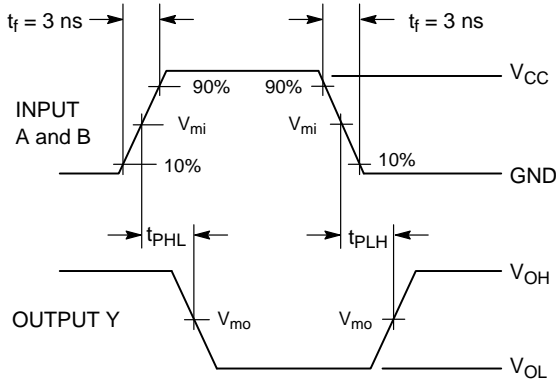 t_f = 3 ns t_f = 3 ns
90% 90% V_CC
INPUT
A and B
V_mi V_mi
10% 10% GND
t_PHL t_PLH
V_OH
OUTPUT Y V_mo V_mo
V_OL